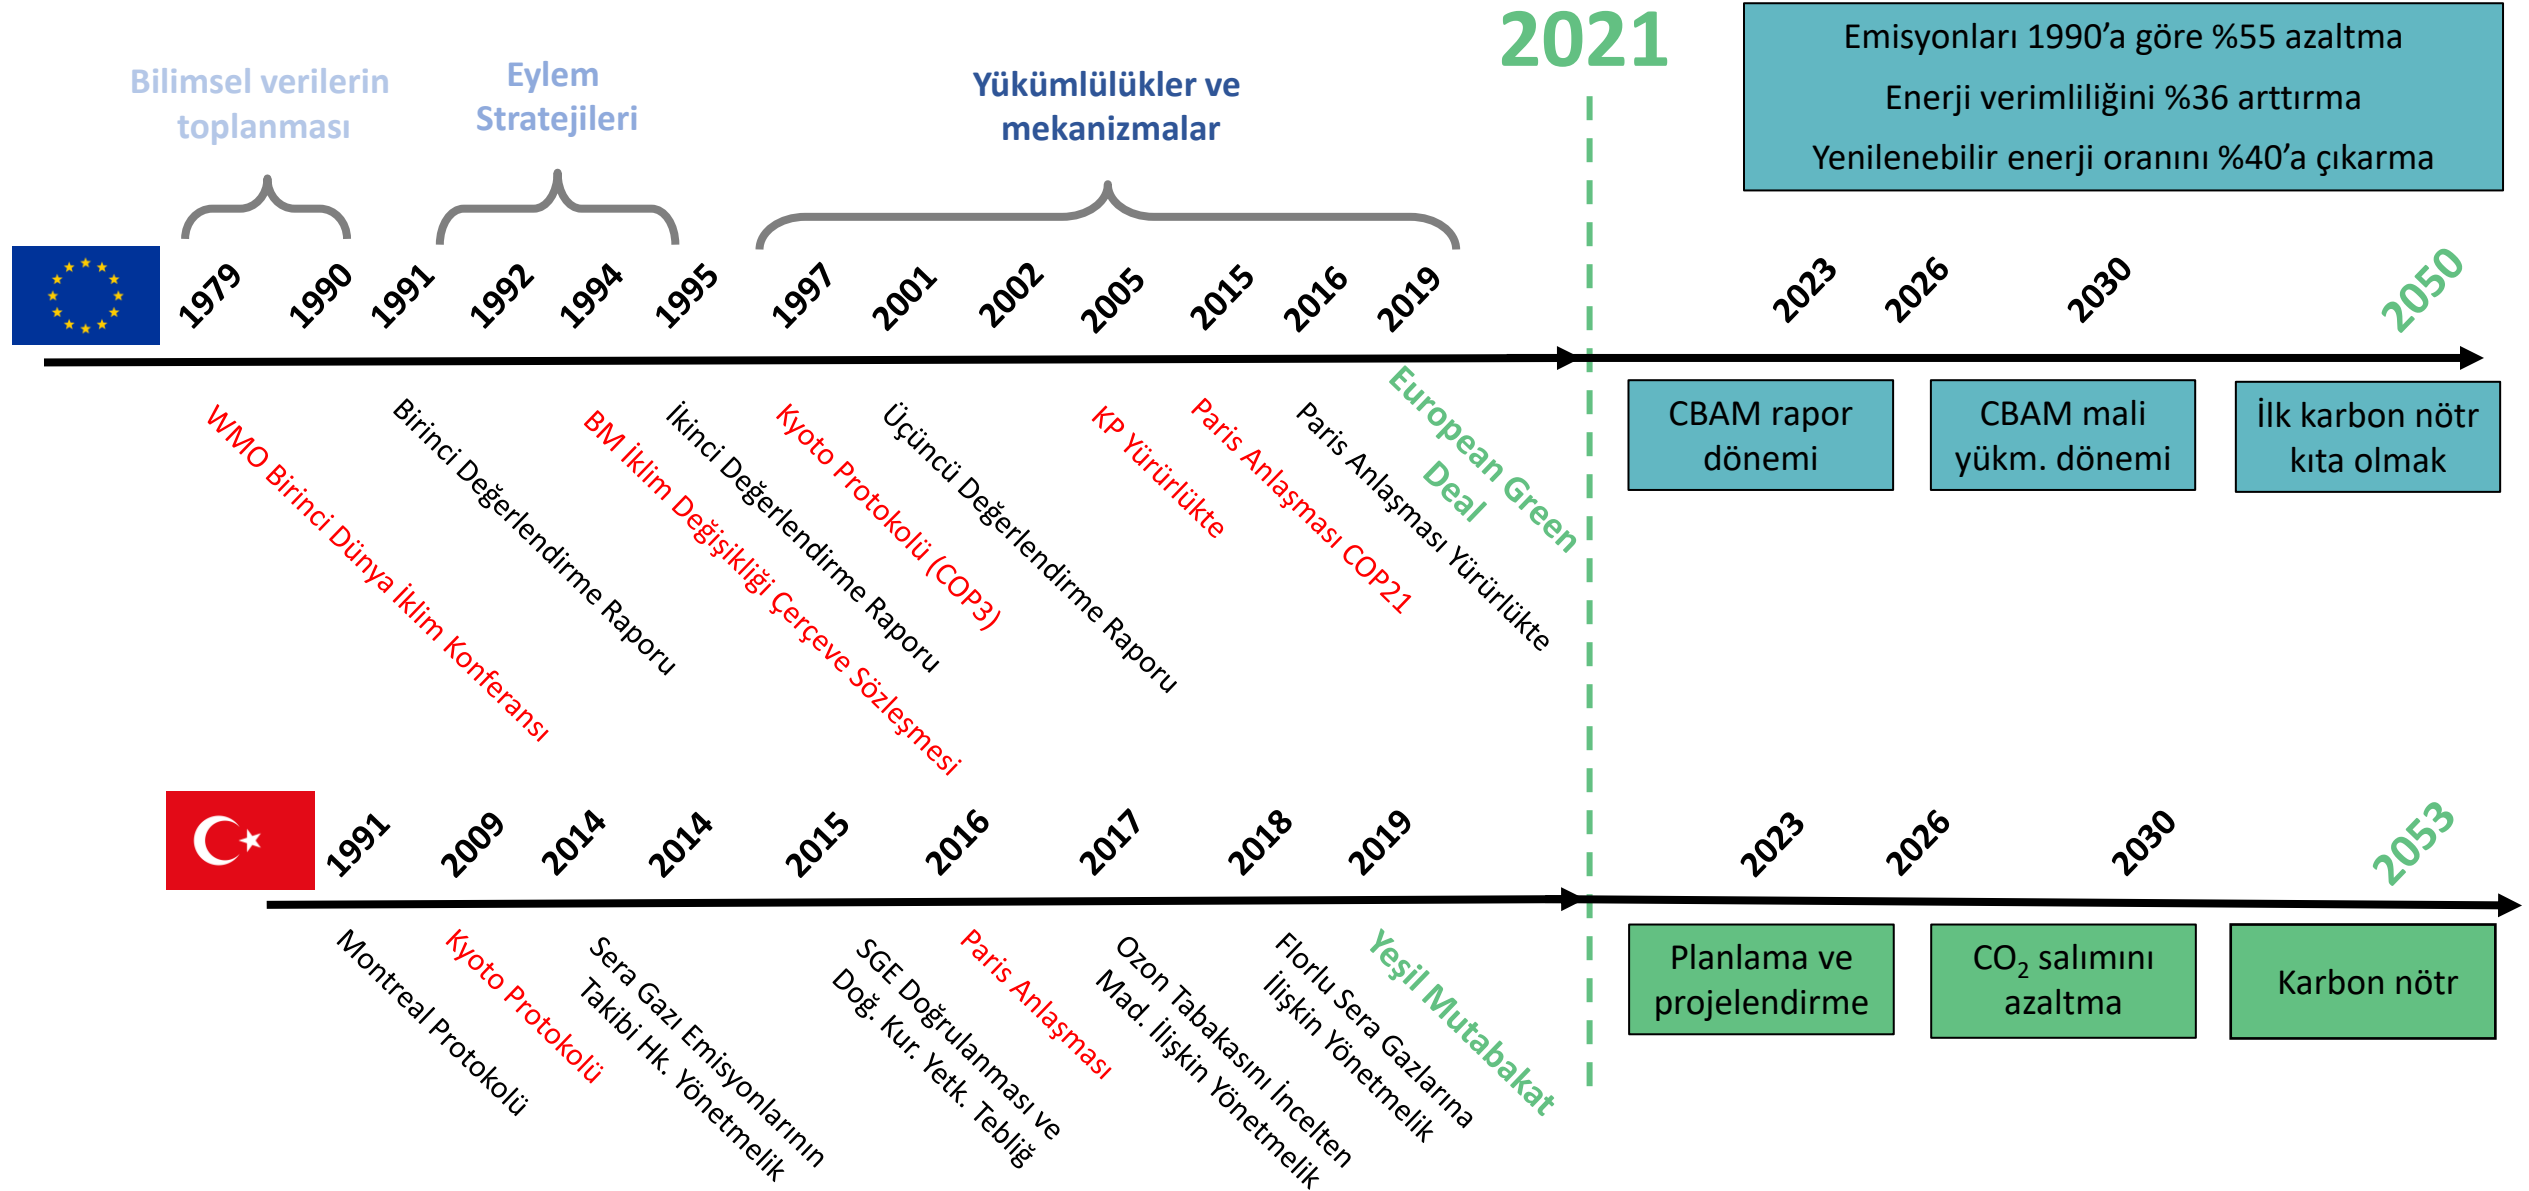 2021
Emisyonları 1990’a göre %55 azaltma
Enerji verimliliğini %36 arttırma
Yenilenebilir enerji oranını %40’a çıkarma
Bilimsel verilerin
toplanması
Eylem
Stratejileri
Yükümlülükler ve
mekanizmalar
1979
1990
1991
1992
1994
1995
1997
2001
2002
2005
2015
2016
2019
2023
2026
2030
2050
WMO Birinci Dünya İklim Konferansı
Birinci Değerlendirme Raporu
BM İklim Değişikliği Çerçeve Sözleşmesi
İkinci Değerlendirme Raporu
Kyoto Protokolü (COP3)
Üçüncü Değerlendirme Raporu
KP Yürürlükte
Paris Anlaşması COP21
Paris Anlaşması Yürürlükte
European Green
Deal
CBAM rapor
dönemi
CBAM mali
yükm. dönemi
İlk karbon nötr
kıta olmak
1991
2009
2014
2014
2015
2016
2017
2018
2019
2023
2026
2030
2053
Montreal Protokolü
Kyoto Protokolü
Sera Gazı Emisyonlarının
Takibi Hk. Yönetmelik
SGE Doğrulanması ve
Doğ. Kur. Yetk. Tebliğ
Paris Anlaşması
Ozon Tabakasını İncelten
Mad. İlişkin Yönetmelik
Florlu Sera Gazlarına
İlişkin Yönetmelik
Yeşil Mutabakat
Planlama ve
projelendirme
CO₂ salımını
azaltma
Karbon nötr